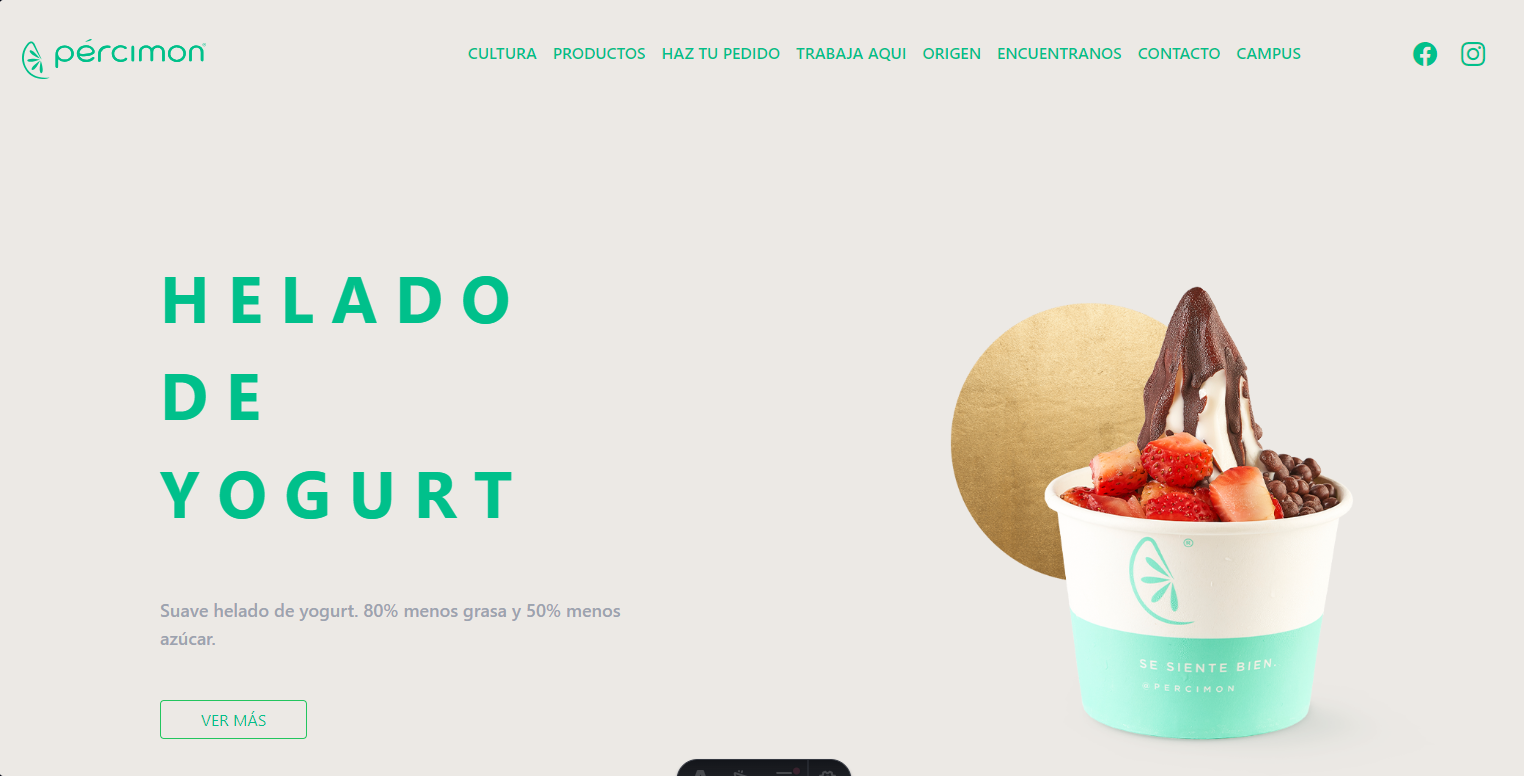 pércimon®
CULTURA PRODUCTOS HAZ TU PEDIDO TRABAJA AQUI ORIGEN ENCUENTRANOS CONTACTO CAMPUS
HELADO
DE
YOGURT
Suave helado de yogurt. 80% menos grasa y 50% menos
azúcar.
VER MÁS
®
SE SIENTE BIEN.
@PERCIMON